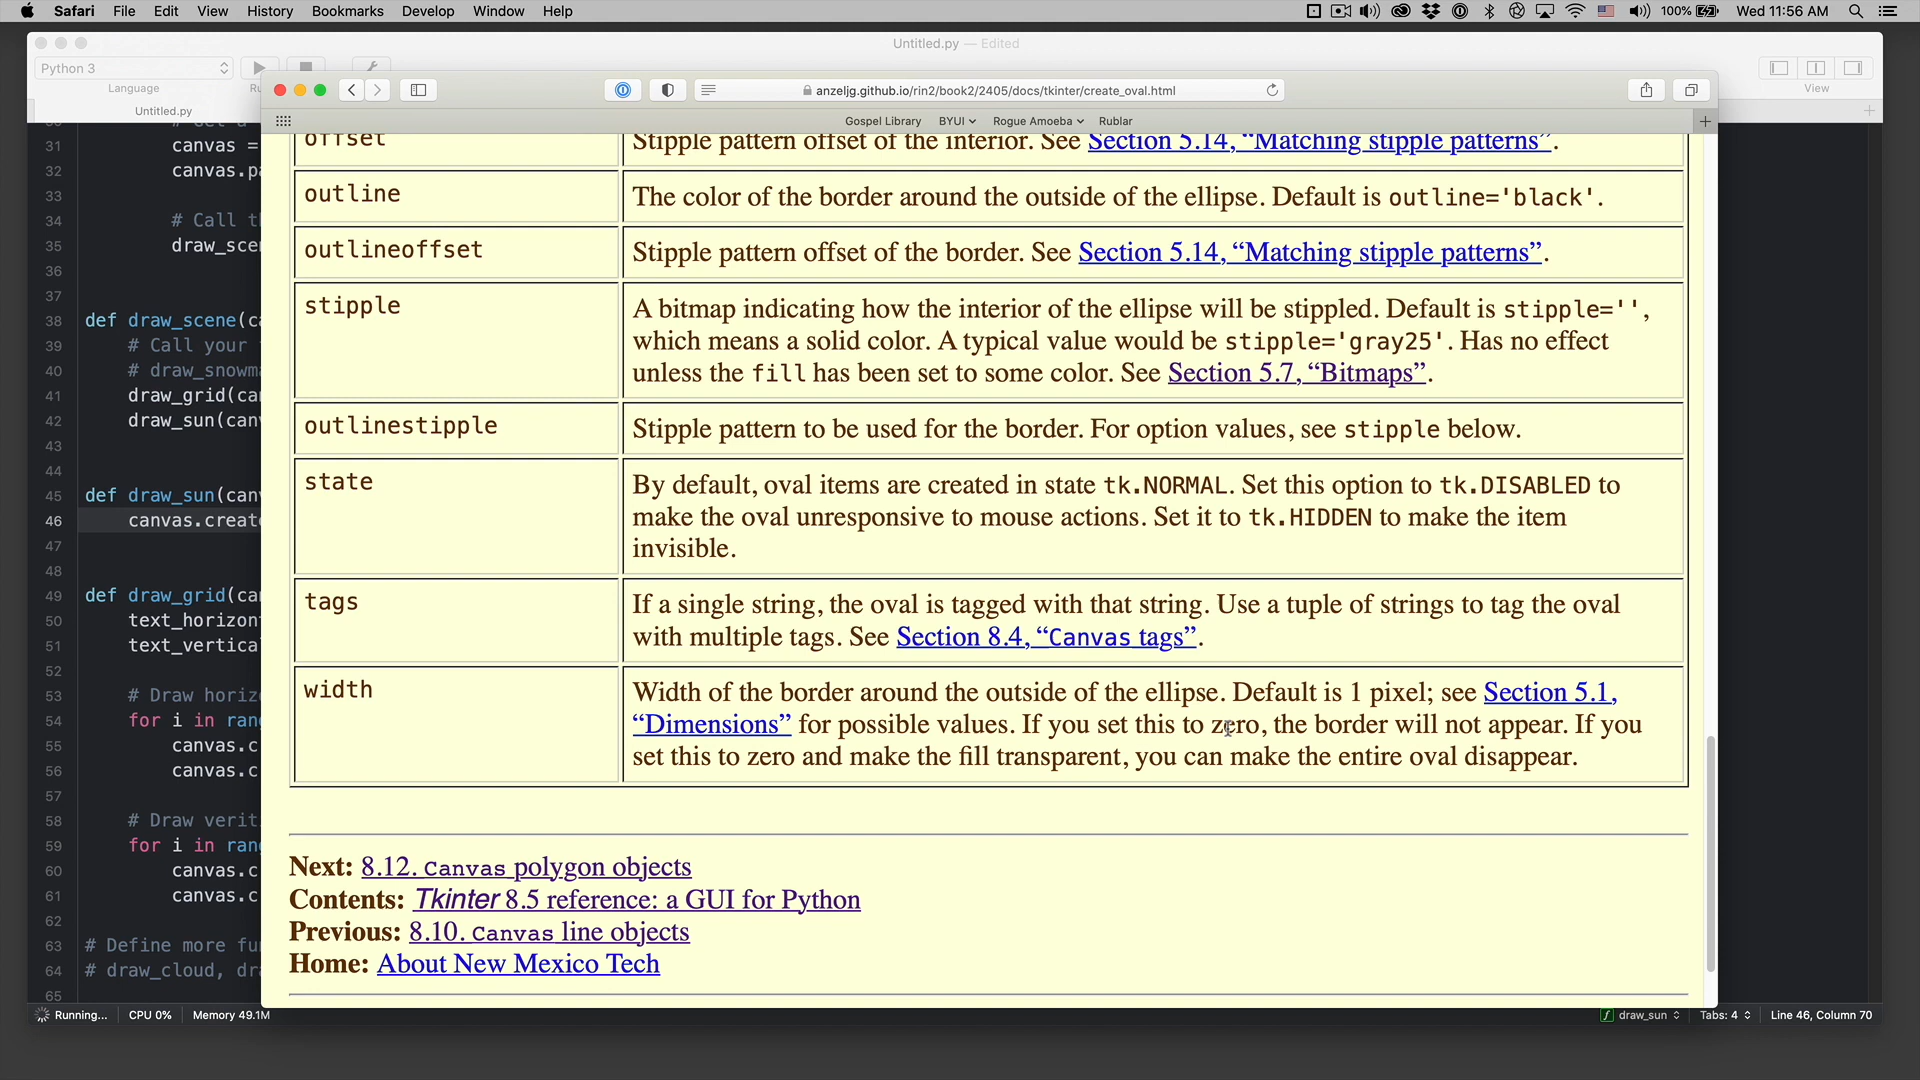 Safari File Edit View History Bookmarks Develop Window Help
100% Wed 11:56 AM
Untitled.py — Edited
Python 3
Language
View
Untitled.py
anzeljg.github.io/rin2/book2/2405/docs/tkinter/create_oval.html
Gospel Library BYUI Rogue Amoeba Rublar
31 canvas =
32 canvas.pa
33
34 # Call th
35 draw_scen
36
37
38 def draw_scene(ca
39 # Call your
40 # draw_snowma
41 draw_grid(can
42 draw_sun(canv
43
44
45 def draw_sun(canv
46 canvas.create
47
48
49 def draw_grid(can
50 text_horizon
51 text_vertical
52
53 # Draw horiz
54 for i in rang
55 canvas.c
56 canvas.c
57
58 # Draw verit
59 for i in rang
60 canvas.c
61 canvas.c
62
63 # Define more fun
64 # draw_cloud, dra
65
offset Stipple pattern offset of the interior. See Section 5.14, “Matching stipple patterns”.
outline The color of the border around the outside of the ellipse. Default is outline='black'.
outlineoffset Stipple pattern offset of the border. See Section 5.14, “Matching stipple patterns”.
stipple A bitmap indicating how the interior of the ellipse will be stippled. Default is stipple='',
which means a solid color. A typical value would be stipple='gray25'. Has no effect
unless the fill has been set to some color. See Section 5.7, “Bitmaps”.
outlinestipple Stipple pattern to be used for the border. For option values, see stipple below.
state By default, oval items are created in state tk.NORMAL. Set this option to tk.DISABLED to
make the oval unresponsive to mouse actions. Set it to tk.HIDDEN to make the item
invisible.
tags If a single string, the oval is tagged with that string. Use a tuple of strings to tag the oval
with multiple tags. See Section 8.4, “Canvas tags”.
width Width of the border around the outside of the ellipse. Default is 1 pixel; see Section 5.1,
“Dimensions” for possible values. If you set this to zero, the border will not appear. If you
set this to zero and make the fill transparent, you can make the entire oval disappear.
Next: 8.12. Canvas polygon objects
Contents: Tkinter 8.5 reference: a GUI for Python
Previous: 8.10. Canvas line objects
Home: About New Mexico Tech
Running... CPU 0% Memory 49.1M
draw_sun Tabs: 4 Line 46, Column 70